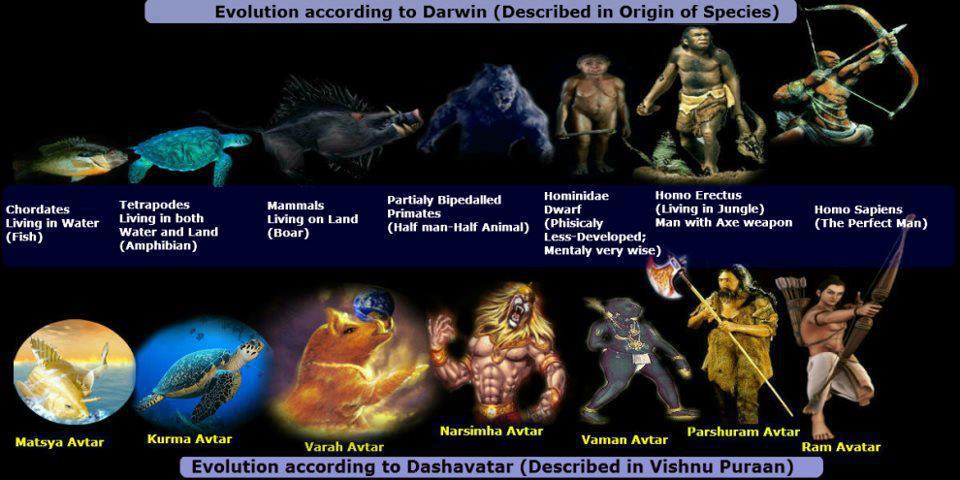 Evolution according to Darwin (Described in Origin of Species)
Chordates
Living in Water
(Fish)
Tetrapodes
Living in both
Water and Land
(Amphibian)
Mammals
Living on Land
(Boar)
Partialy Bipedalled
Primates
(Half man-Half Animal)
Hominidae
Dwarf
(Phisicaly
Less-Developed;
Mentaly very wise)
Homo Erectus
(Living in Jungle)
Man with Axe weapon
Homo Sapiens
(The Perfect Man)
Matsya Avtar
Kurma Avtar
Varah Avtar
Narsimha Avtar
Vaman Avtar
Parshuram Avtar
Ram Avatar
Evolution according to Dashavatar (Described in Vishnu Puraan)